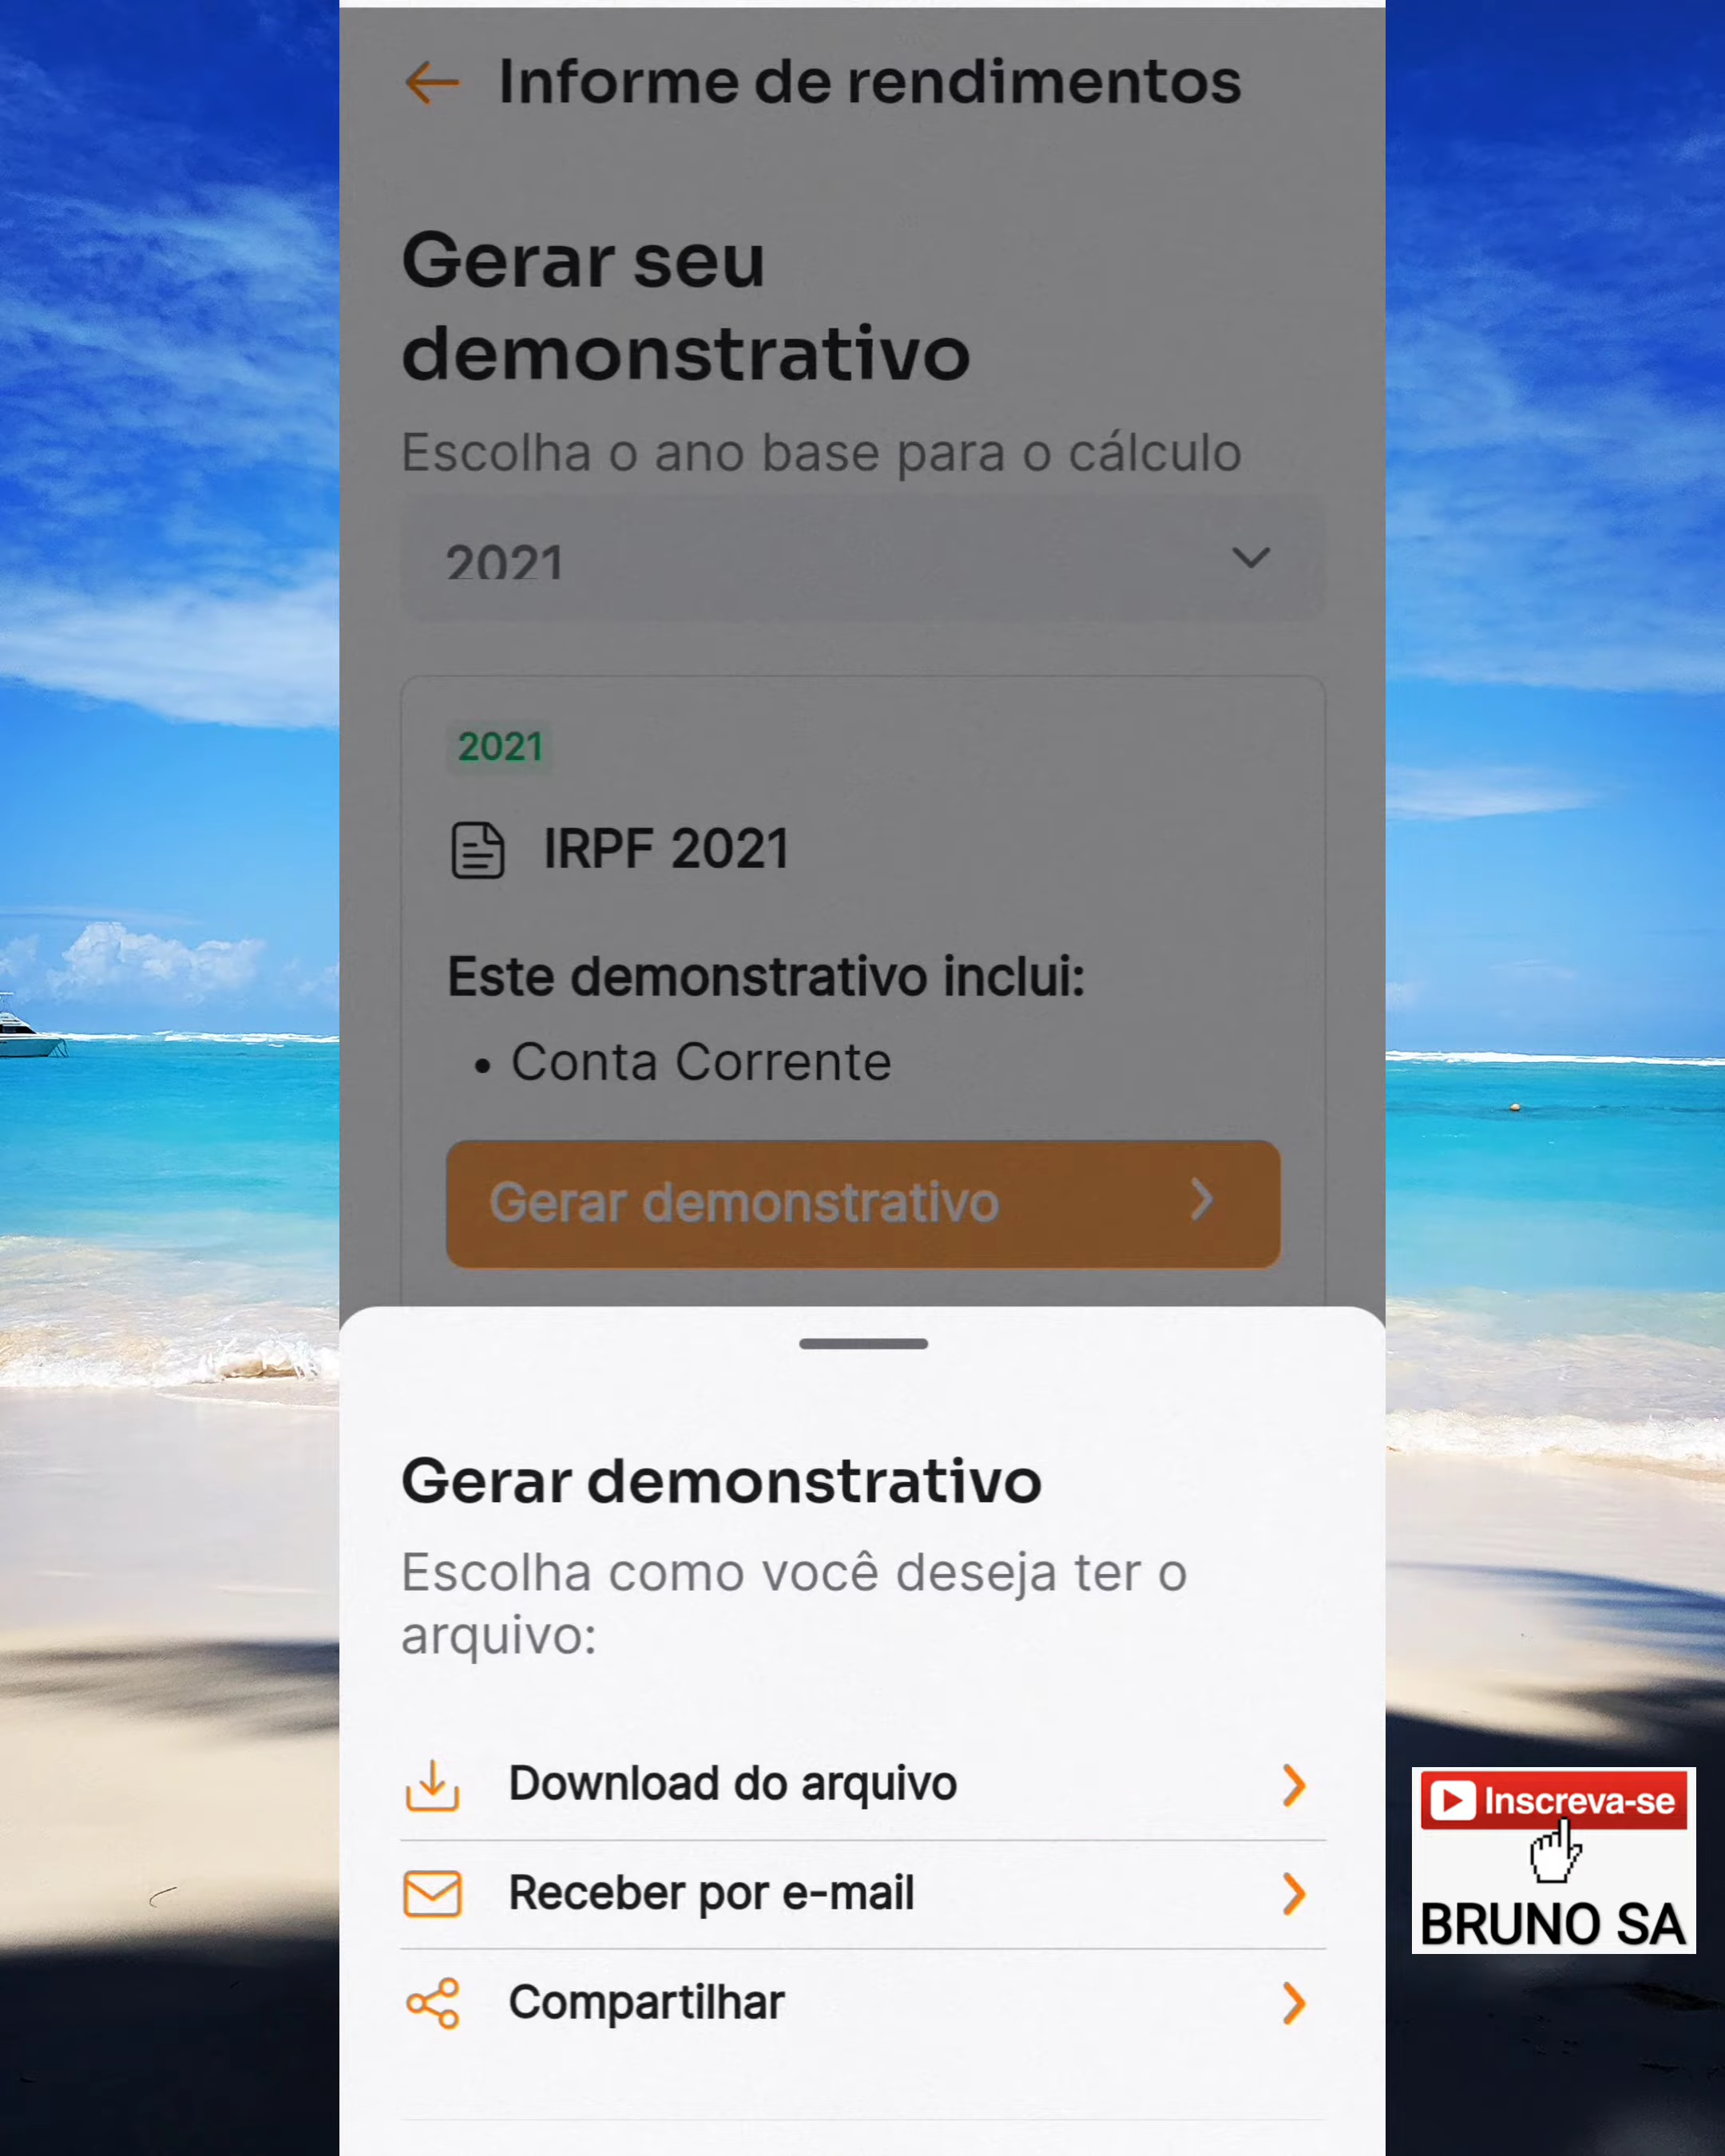 Informe de rendimentos
Gerar seu
demonstrativo
Escolha o ano base para o cálculo
2021
2021
IRPF 2021
Este demonstrativo inclui:
• Conta Corrente
Gerar demonstrativo
Gerar demonstrativo
Escolha como você deseja ter o
arquivo:
Download do arquivo
Receber por e-mail
Compartilhar
Inscreva-se
BRUNO SA